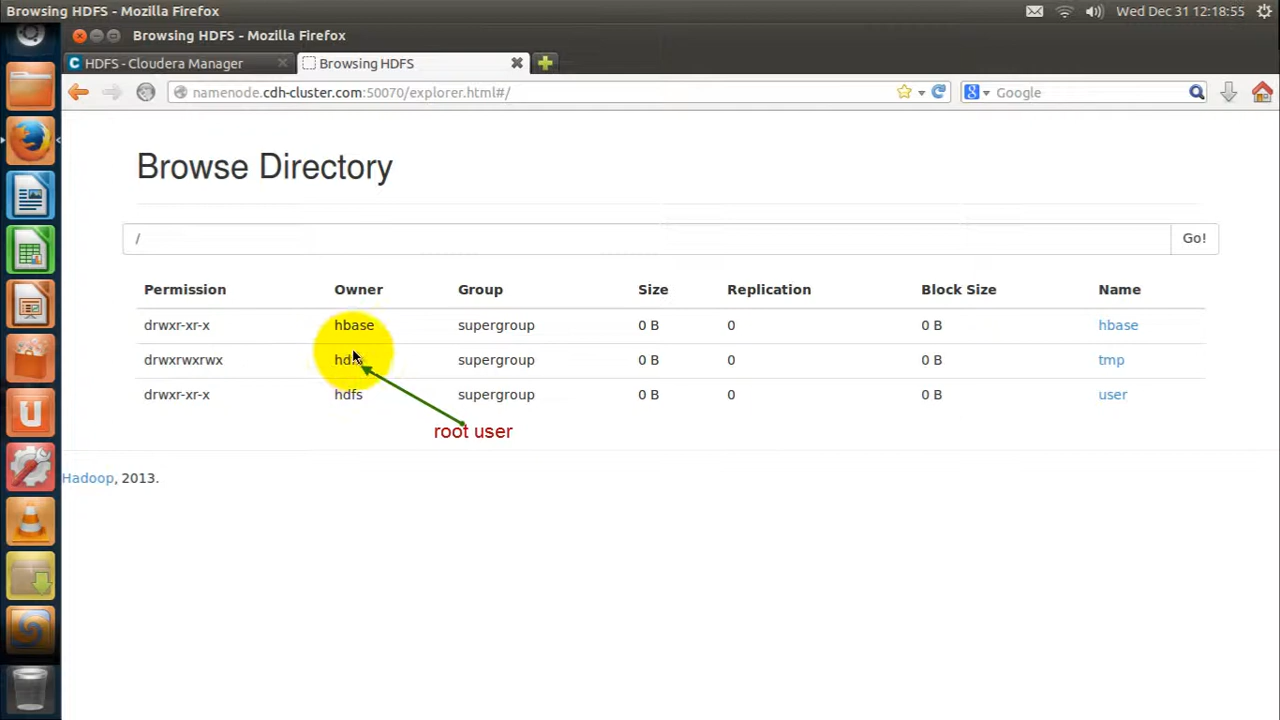 Browsing HDFS - Mozilla Firefox
Wed Dec 31 12:18:55
Browsing HDFS - Mozilla Firefox
HDFS - Cloudera Manager
Browsing HDFS
namenode.cdh-cluster.com:50070/explorer.html#/
Google
Browse Directory
/
Go!
Permission Owner Group Size Replication Block Size Name
drwxr-xr-x hbase supergroup 0 B 0 0 B hbase
drwxrwxrwx hdfs supergroup 0 B 0 0 B tmp
drwxr-xr-x hdfs supergroup 0 B 0 0 B user
root user
Hadoop, 2013.